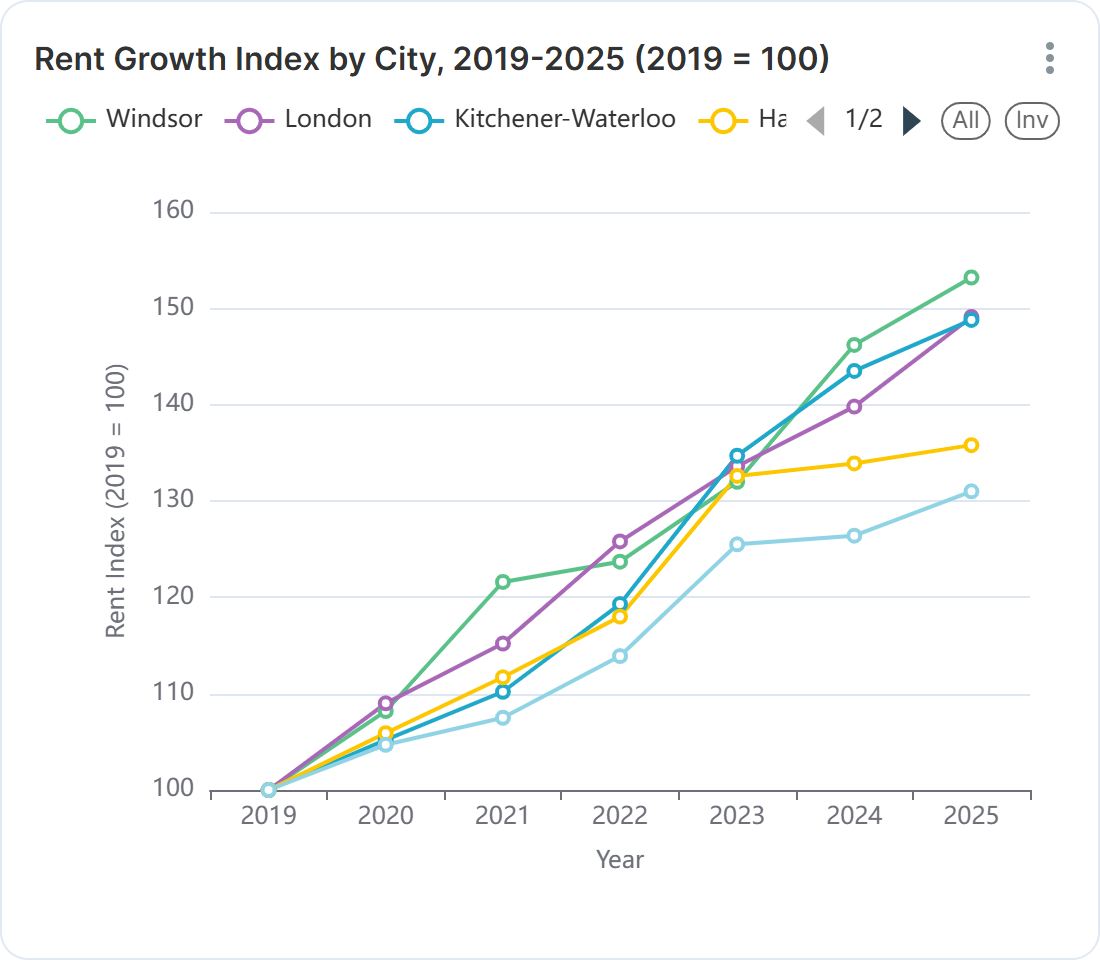 Rent Growth Index by City, 2019-2025 (2019 = 100)
Windsor London Kitchener-Waterloo Ha 1/2 All Inv
160
150
140
130
120
110
100
Rent Index (2019 = 100)
2019 2020 2021 2022 2023 2024 2025
Year